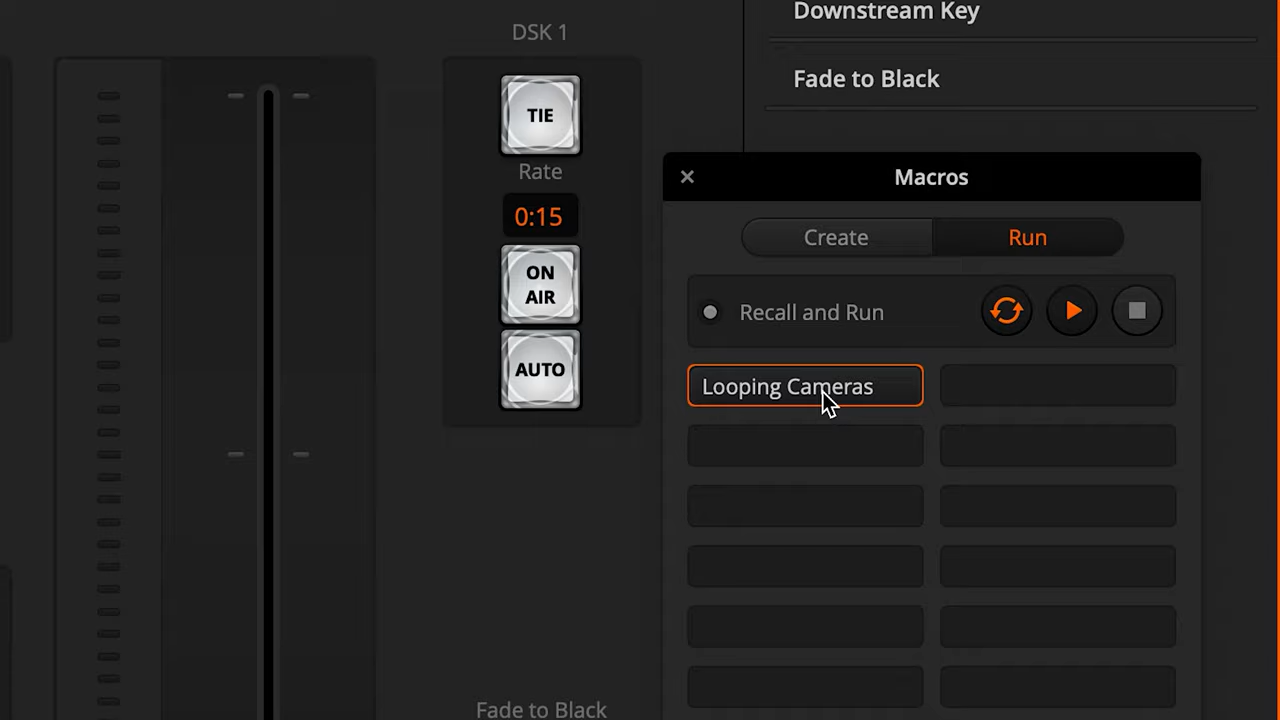 DSK 1
TIE
Rate
0:15
ON
AIR
AUTO
Fade to Black
Downstream Key
Fade to Black
Macros
Create
Run
Recall and Run
Looping Cameras